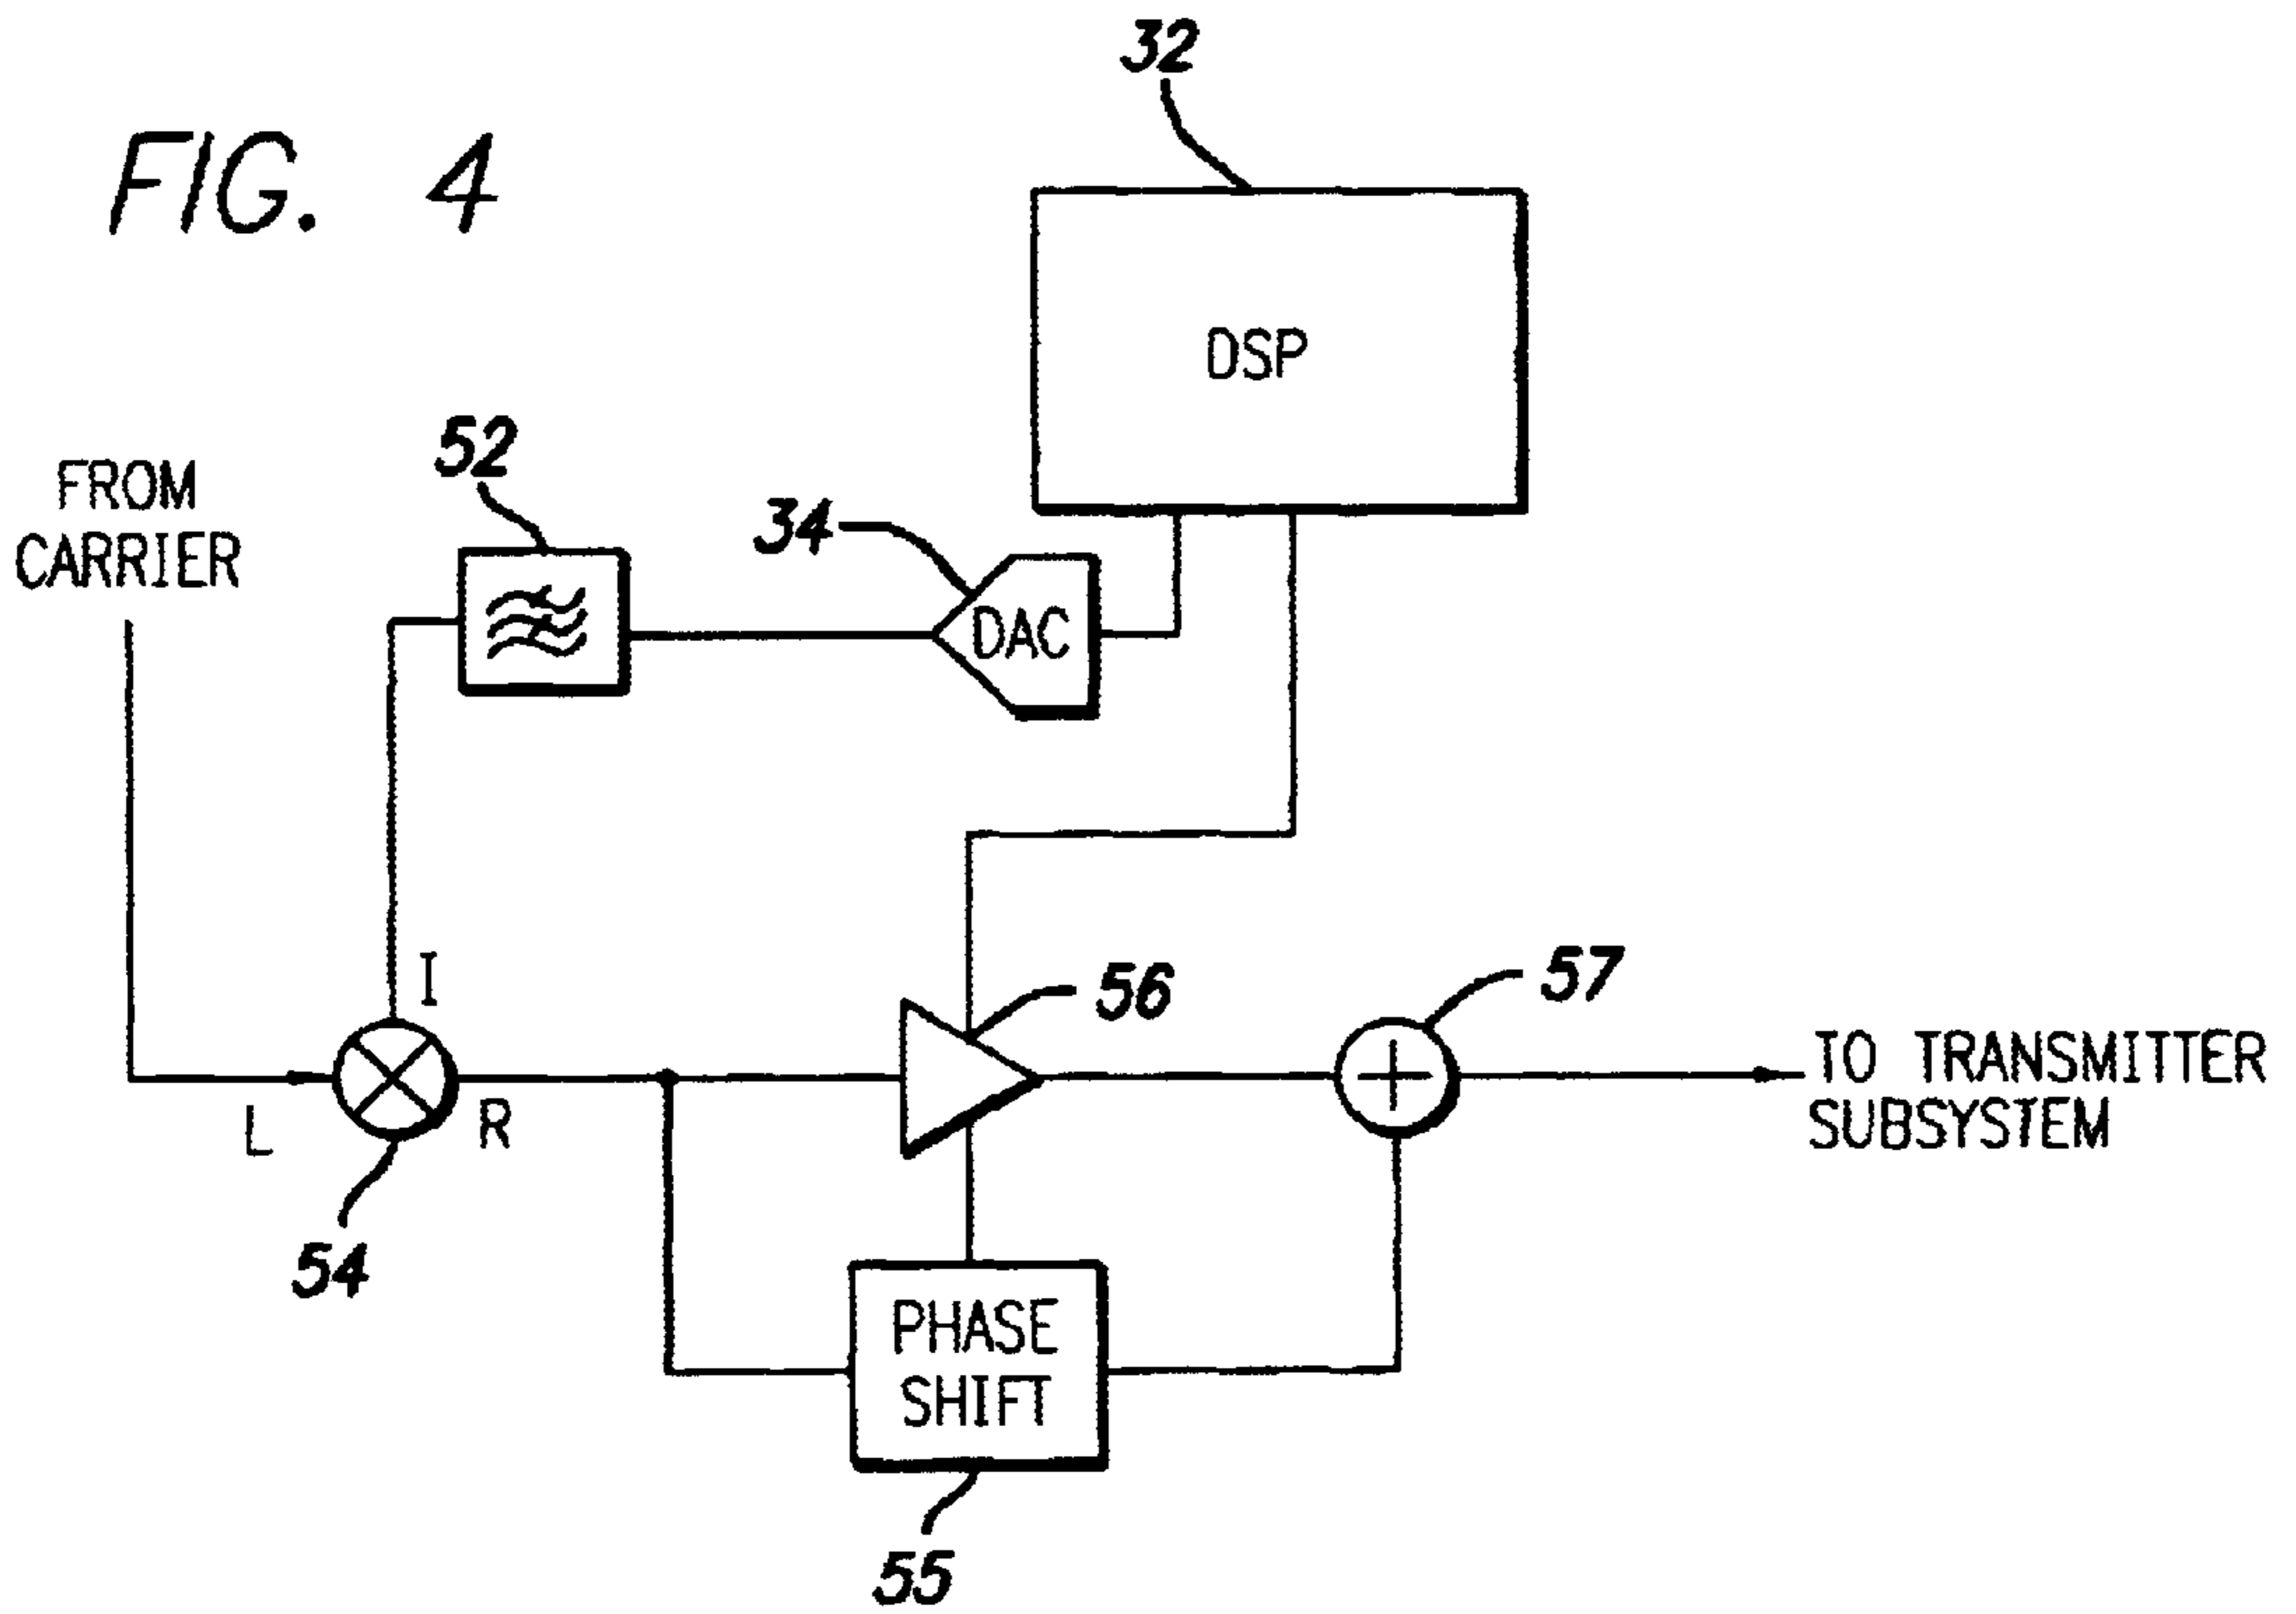 FIG. 4
32
DSP
52
34
FROM
CARRIER
DAC
I
56
57
L
R
TO TRANSMITTER
SUBSYSTEM
54
PHASE
SHIFT
55